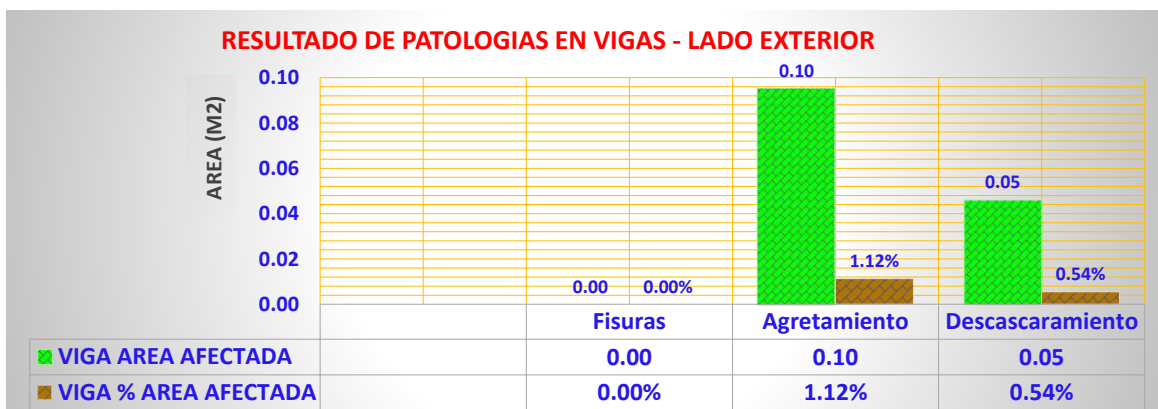 RESULTADO DE PATOLOGIAS EN VIGAS - LADO EXTERIOR
AREA (M2)
0.10
0.08
0.06
0.04
0.02
0.00
0.00 0.00%
0.10
1.12%
0.05
0.54%
Fisuras Agretamiento Descascaramiento
VIGA AREA AFECTADA 0.00 0.10 0.05
VIGA % AREA AFECTADA 0.00% 1.12% 0.54%